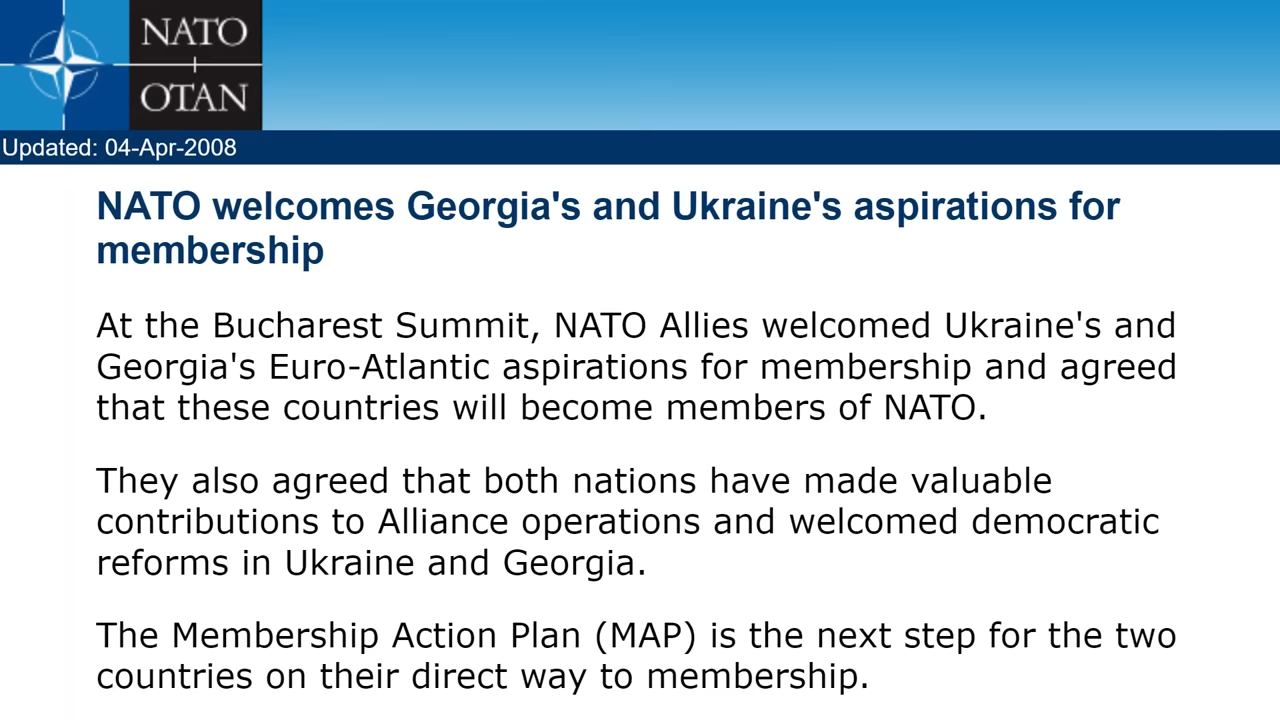 NATO
OTAN
Updated: 04-Apr-2008
NATO welcomes Georgia's and Ukraine's aspirations for
membership
At the Bucharest Summit, NATO Allies welcomed Ukraine's and
Georgia's Euro-Atlantic aspirations for membership and agreed
that these countries will become members of NATO.
They also agreed that both nations have made valuable
contributions to Alliance operations and welcomed democratic
reforms in Ukraine and Georgia.
The Membership Action Plan (MAP) is the next step for the two
countries on their direct way to membership.